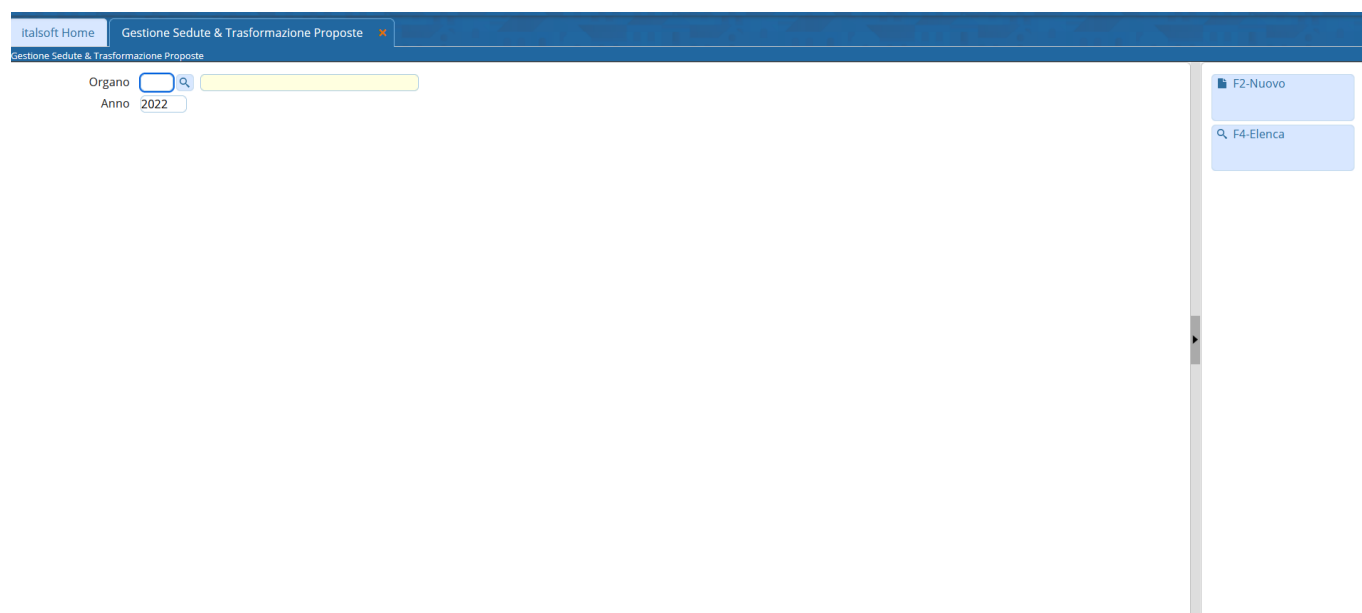 italsoft Home Gestione Sedute & Trasformazione Proposte ×
Gestione Sedute & Trasformazione Proposte
Organo
Anno 2022
F2-Nuovo
F4-Elenca